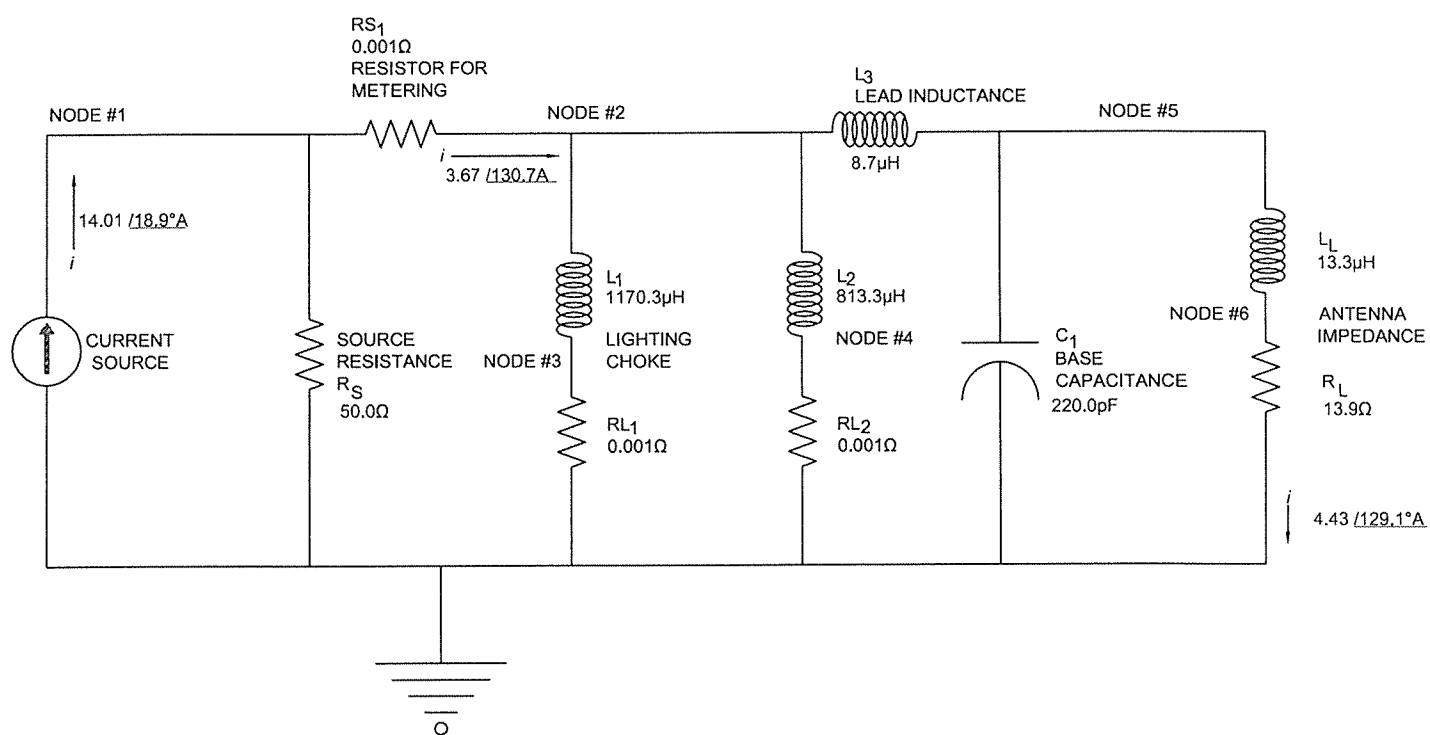 RS1
0.001Ω
RESISTOR FOR
METERING
NODE #1
NODE #2
L3
LEAD INDUCTANCE
8.7µH
NODE #5
i
3.67 /130.7A
14.01 /18.9°A
i
CURRENT
SOURCE
SOURCE
RESISTANCE
RS
50.0Ω
L1
1170.3µH
LIGHTING
CHOKE
NODE #3
RL1
0.001Ω
L2
813.3µH
NODE #4
RL2
0.001Ω
C1
BASE
CAPACITANCE
220.0pF
LL
13.3µH
NODE #6
ANTENNA
IMPEDANCE
RL
13.9Ω
i
4.43 /129.1°A
O